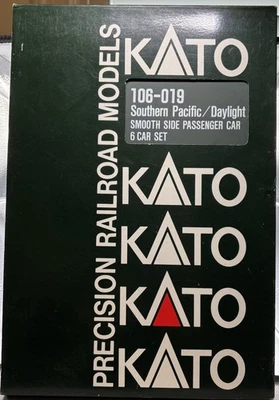 PRECISION RAILROAD MODELS
KATO
106-019
Southern Pacific/Daylight
SMOOTH SIDE PASSENGER CAR
6 CAR SET
KATO
KATO
KATO
KATO